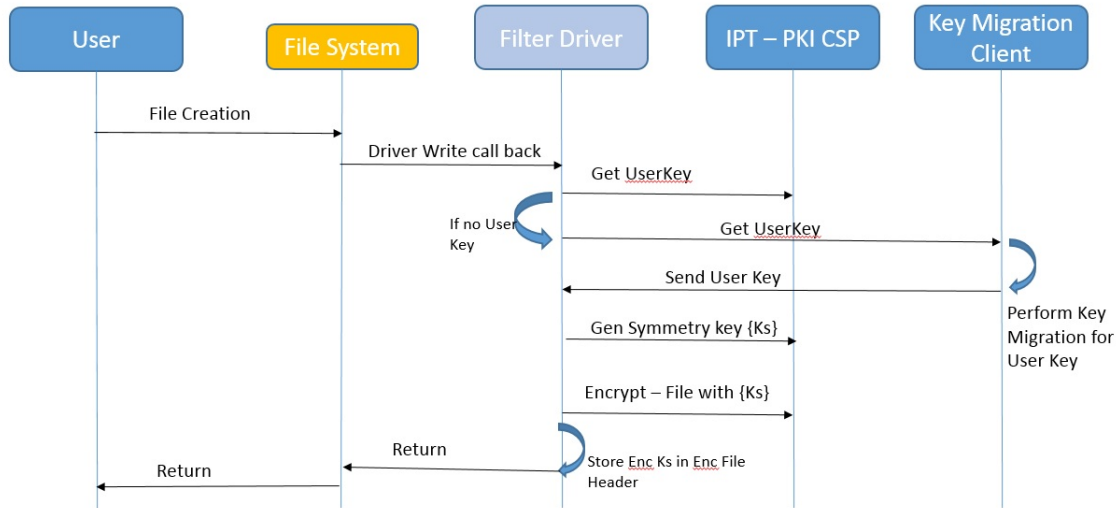 User
File System
Filter Driver
IPT – PKI CSP
Key Migration
Client
File Creation
Driver Write call back
Get UserKey
If no User
Key
Get UserKey
Send User Key
Perform Key
Migration for
User Key
Gen Symmetry key {Ks}
Encrypt – File with {Ks}
Store Enc Ks in Enc File
Header
Return
Return